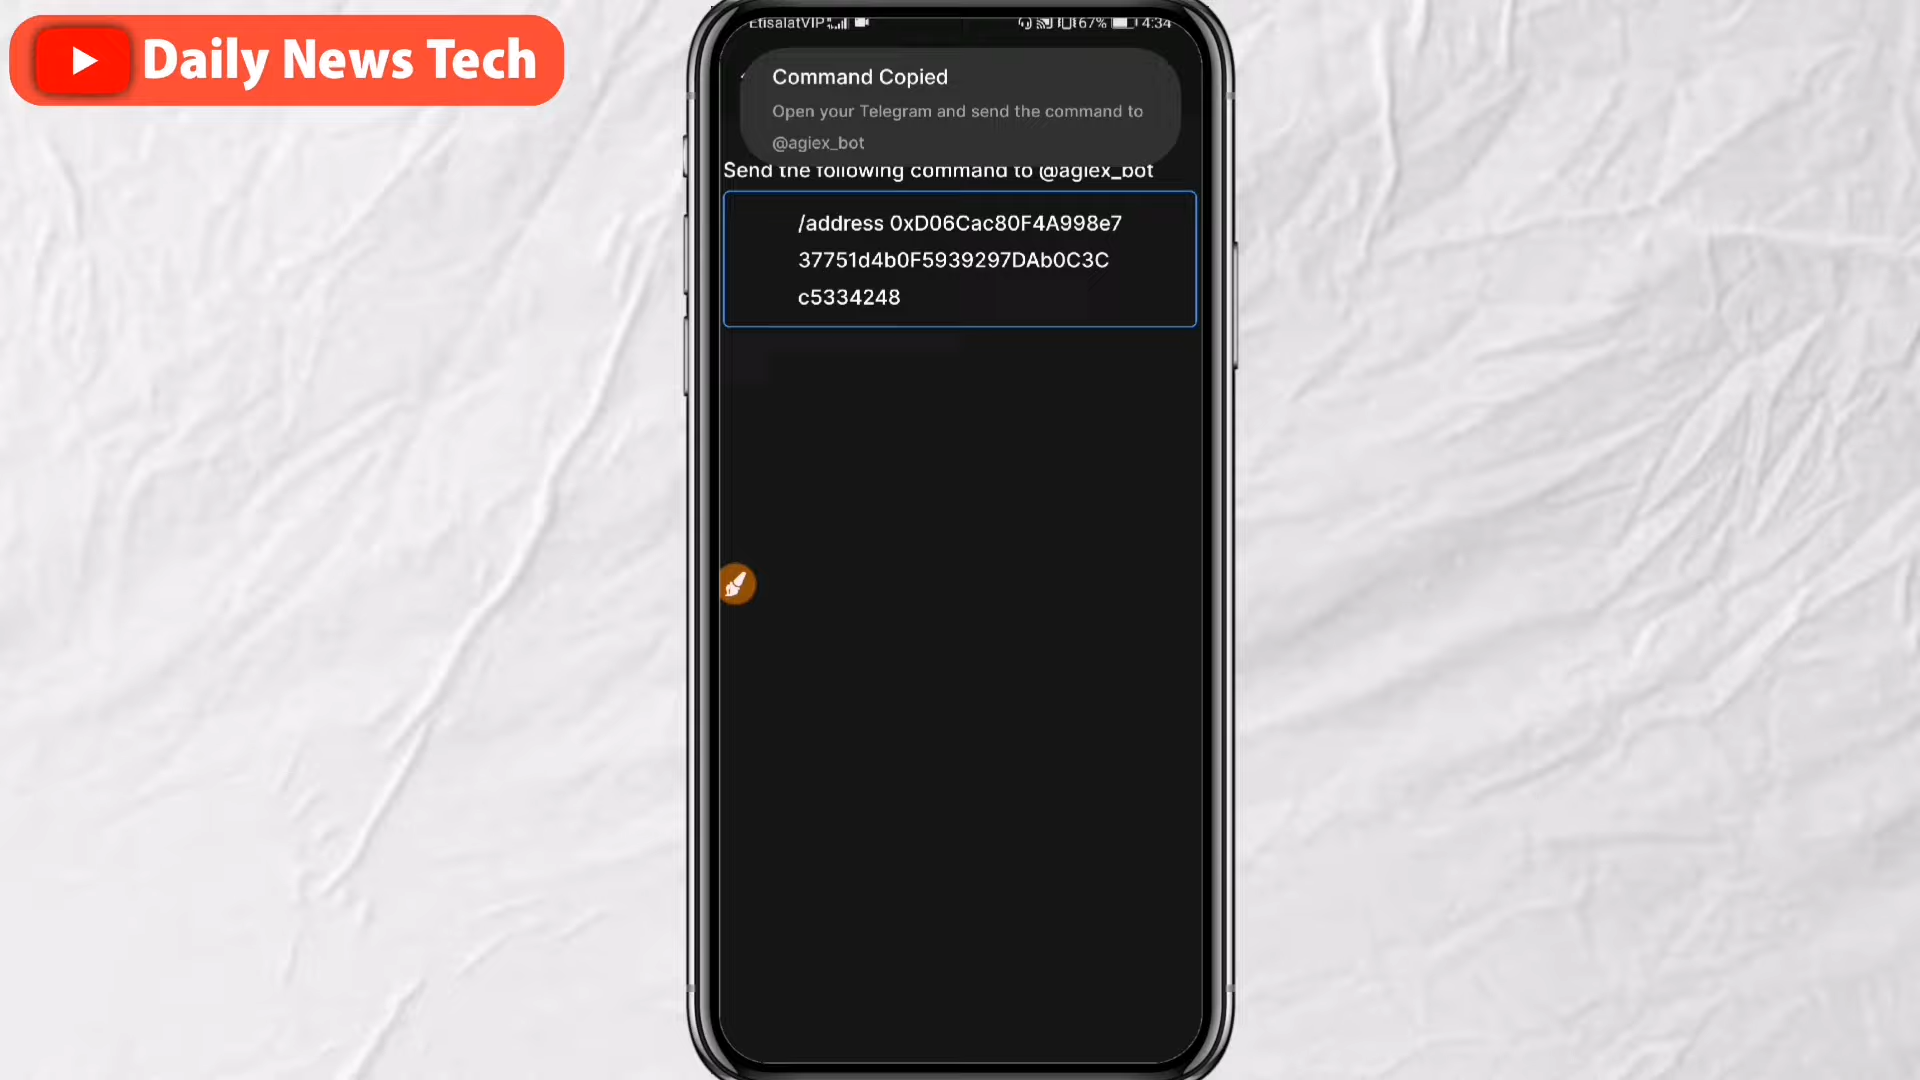 Daily News Tech
EtisalatVIP 67% 4:34
Command Copied
Open your Telegram and send the command to
@agiex_bot
Send the following command to @agiex_bot
/address 0xD06Cac80F4A998e7
37751d4b0F5939297DAb0C3C
c5334248